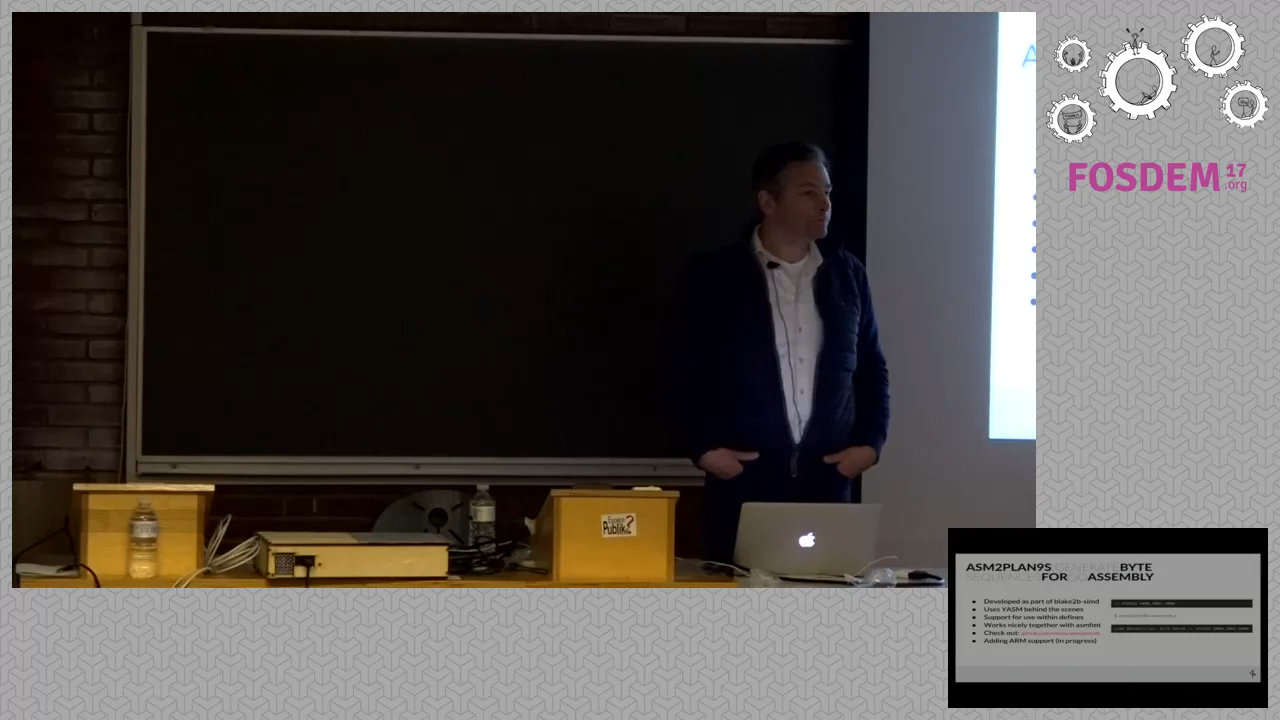 FOSDEM 17
.org
A
Publik?
ASM2PLAN9S GENERATE BYTE
SEQUENCES FOR GO ASSEMBLY
Developed as part of blake2b-simd
Uses YASM behind the scenes
Support for use within defines
Works nicely together with asmfmt
Check out:
Adding ARM support (in progress)